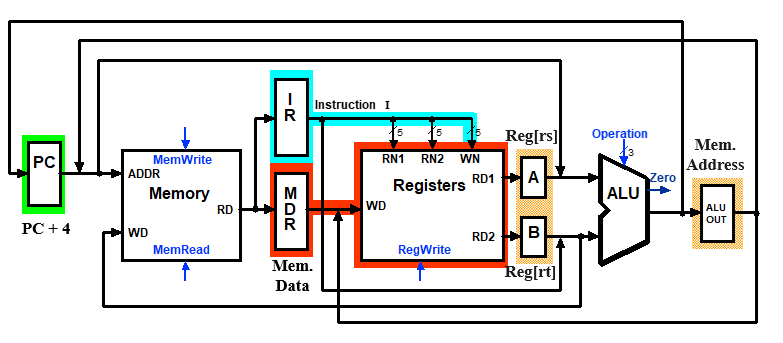 PC
PC + 4
MemWrite
ADDR
Memory
RD
WD
MemRead
I
R
Instruction I
M
D
R
Mem.
Data
5
5
5
RN1
RN2
WN
Registers
RD1
WD
RD2
RegWrite
Reg[rs]
A
B
Reg[rt]
Operation
3
Zero
ALU
Mem.
Address
ALU
OUT